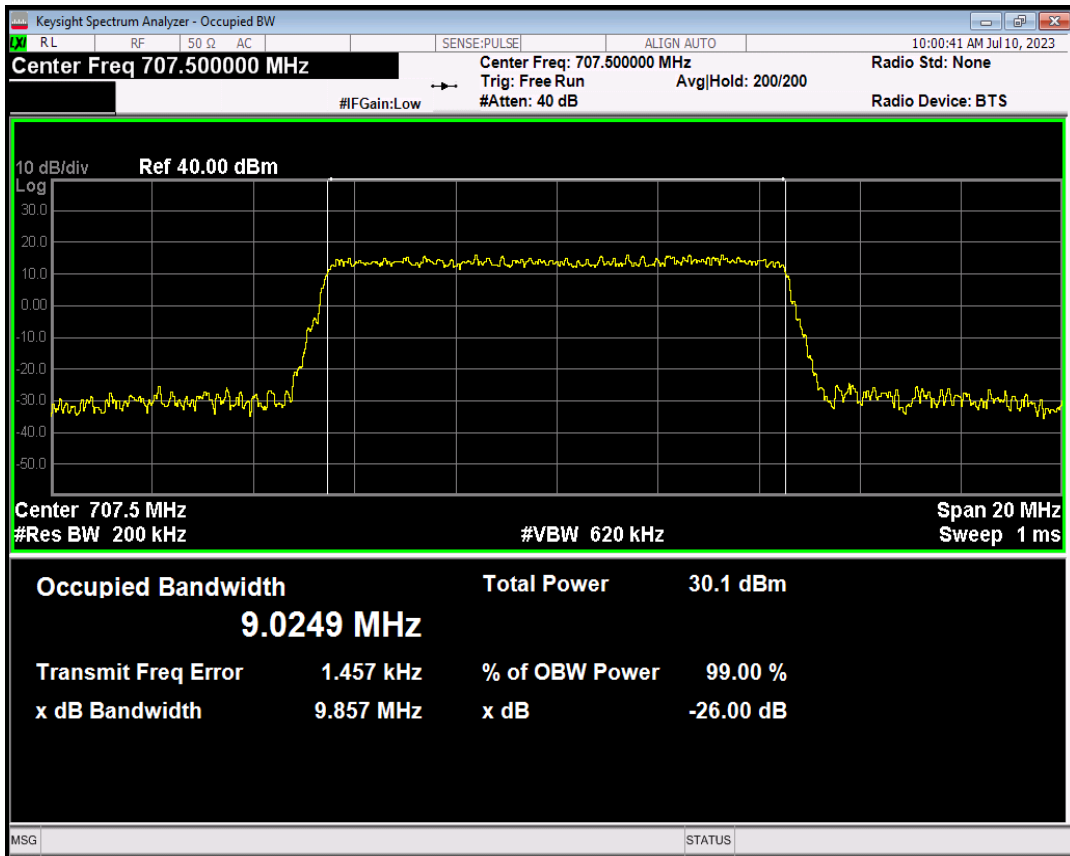 Keysight Spectrum Analyzer - Occupied BW
LXI RL RF 50 Ω AC SENSE:PULSE ALIGN AUTO 10:00:41 AM Jul 10, 2023
Center Freq 707.500000 MHz Center Freq: 707.500000 MHz Radio Std: None
Trig: Free Run Avg|Hold: 200/200
#IFGain:Low #Atten: 40 dB Radio Device: BTS
10 dB/div Ref 40.00 dBm
Log
30.0
20.0
10.0
0.00
-10.0
-20.0
-30.0
-40.0
-50.0
Center 707.5 MHz Span 20 MHz
#Res BW 200 kHz #VBW 620 kHz Sweep 1 ms
Occupied Bandwidth Total Power 30.1 dBm
9.0249 MHz
Transmit Freq Error 1.457 kHz % of OBW Power 99.00 %
x dB Bandwidth 9.857 MHz x dB -26.00 dB
MSG STATUS